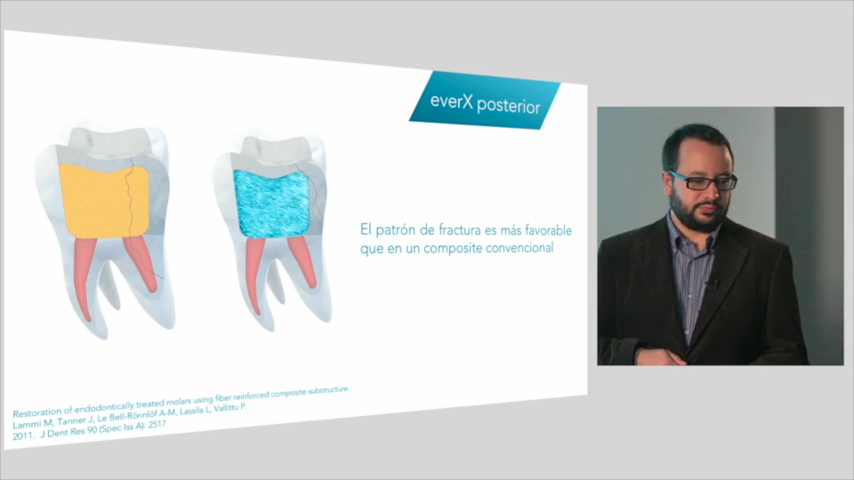 everX posterior
El patrón de fractura es más favorable
que en un composite convencional
Restoration of endodontically treated molars using fiber reinforced composite substructure.
Lammi M, Tanner J, Le Bell-Rönnlöf A-M, Lassila L, Vallittu P.
2011. J Dent Res 90 (Spec Iss A): 2517